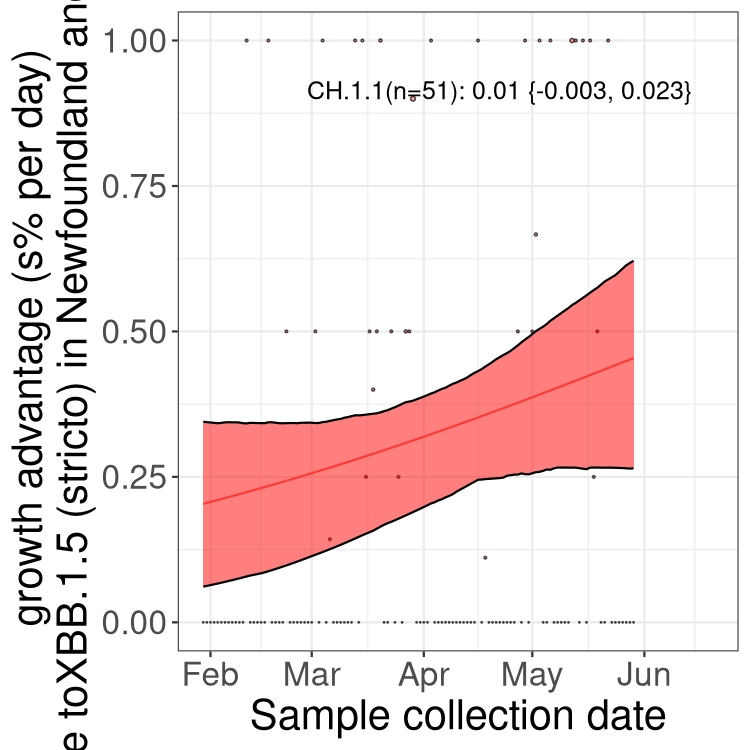 growth advantage (s% per day)
toXBB.1.5 (stricto) in Newfoundland
1.00
0.75
0.50
0.25
0.00
CH.1.1(n=51): 0.01 {-0.003, 0.023}
Feb Mar Apr May Jun
Sample collection date